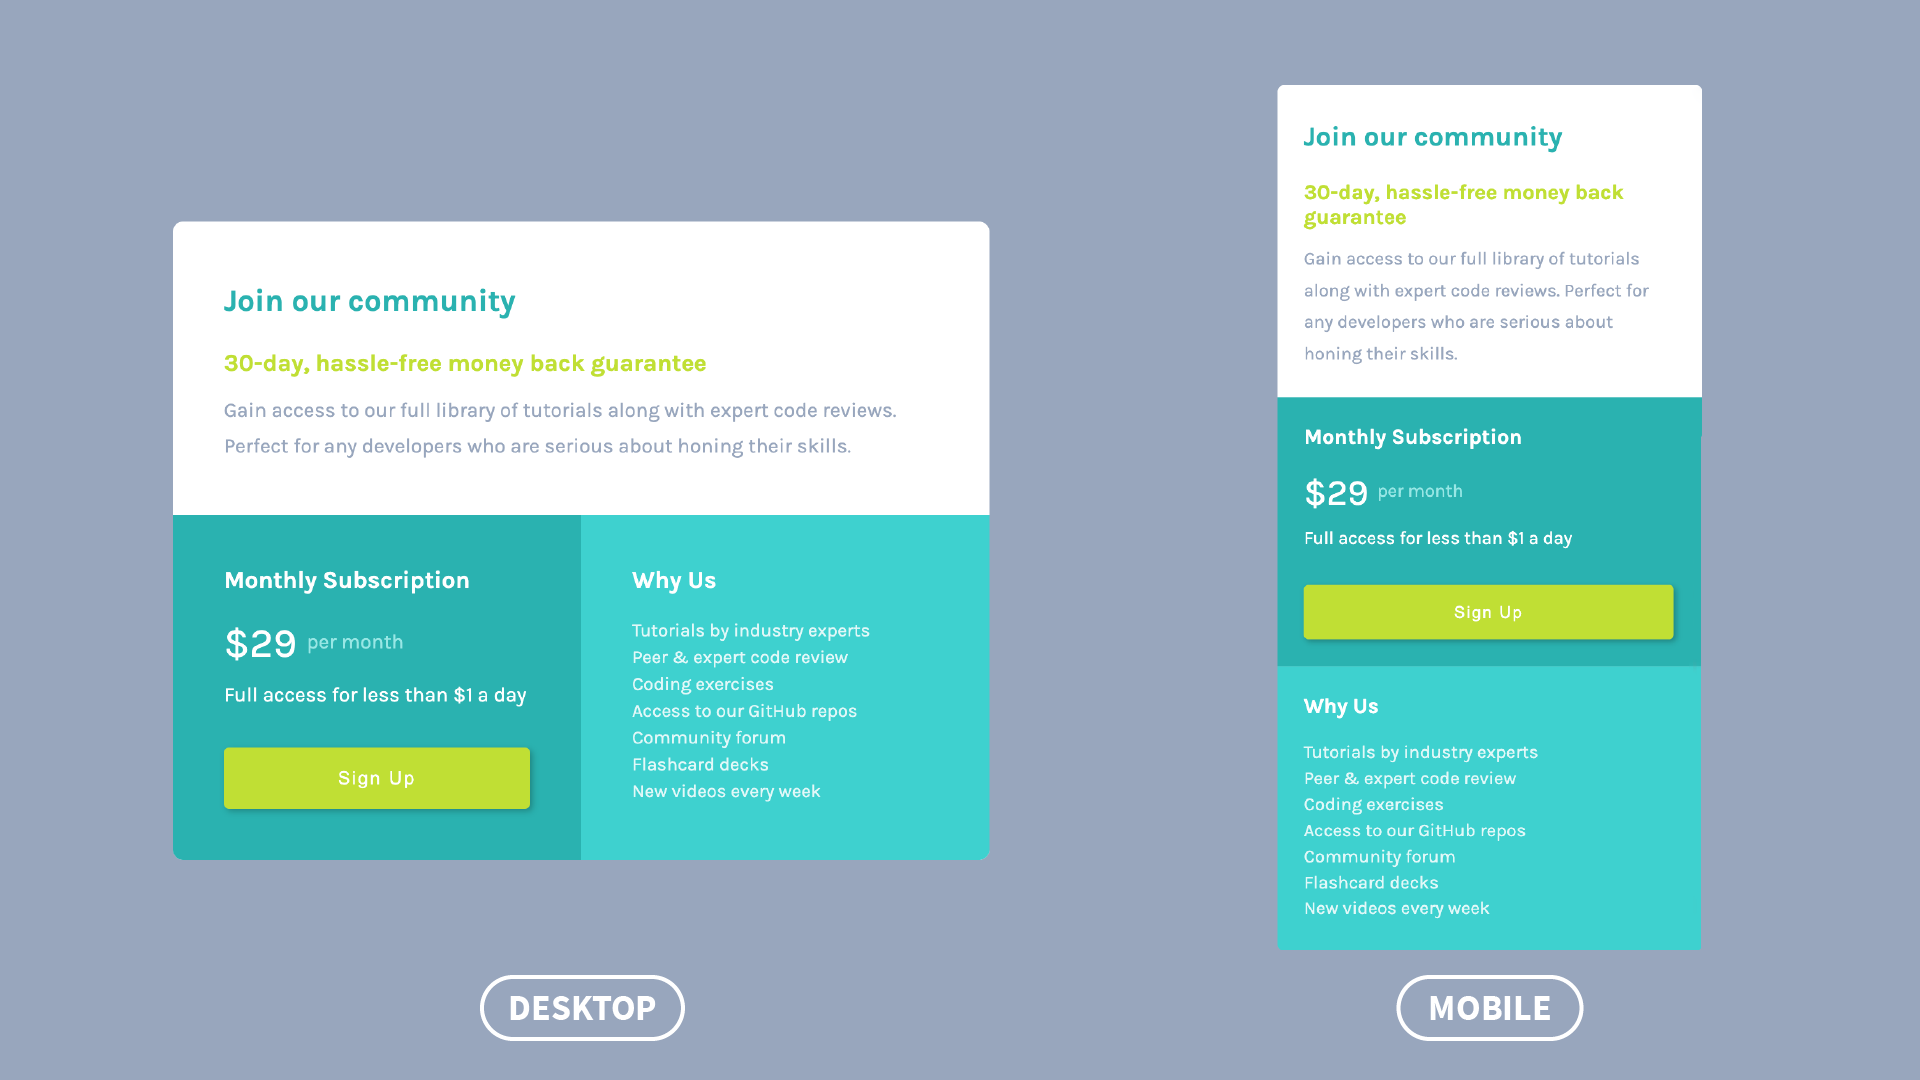 Join our community
30-day, hassle-free money back guarantee
Gain access to our full library of tutorials along with expert code reviews.
Perfect for any developers who are serious about honing their skills.
Monthly Subscription
$29 per month
Full access for less than $1 a day
Sign Up
Why Us
Tutorials by industry experts
Peer & expert code review
Coding exercises
Access to our GitHub repos
Community forum
Flashcard decks
New videos every week
DESKTOP
Join our community
30-day, hassle-free money back
guarantee
Gain access to our full library of tutorials
along with expert code reviews. Perfect for
any developers who are serious about
honing their skills.
Monthly Subscription
$29 per month
Full access for less than $1 a day
Sign Up
Why Us
Tutorials by industry experts
Peer & expert code review
Coding exercises
Access to our GitHub repos
Community forum
Flashcard decks
New videos every week
MOBILE